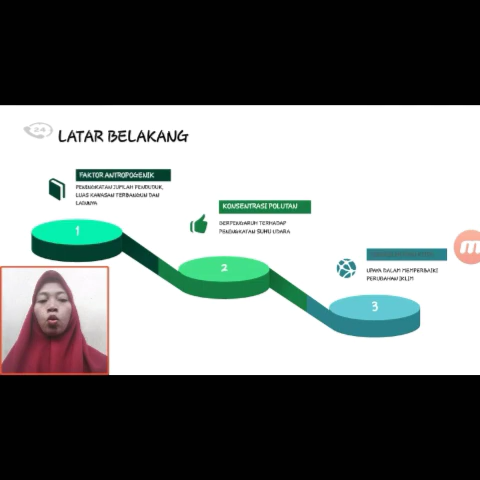 24
LATAR BELAKANG
FAKTOR ANTROPOGENIK
PENINGKATAN JUMLAH PENDUDUK,
LUAS KAWASAN TERBANGUN DAN
LAINNYA
1
KONSENTRASI POLUTAN
BERPENGARUH TERHADAP
PENINGKATAN SUHU UDARA
2
UPAYA DALAM MEMPERBAIKI
PERUBAHAN IKLIM
3